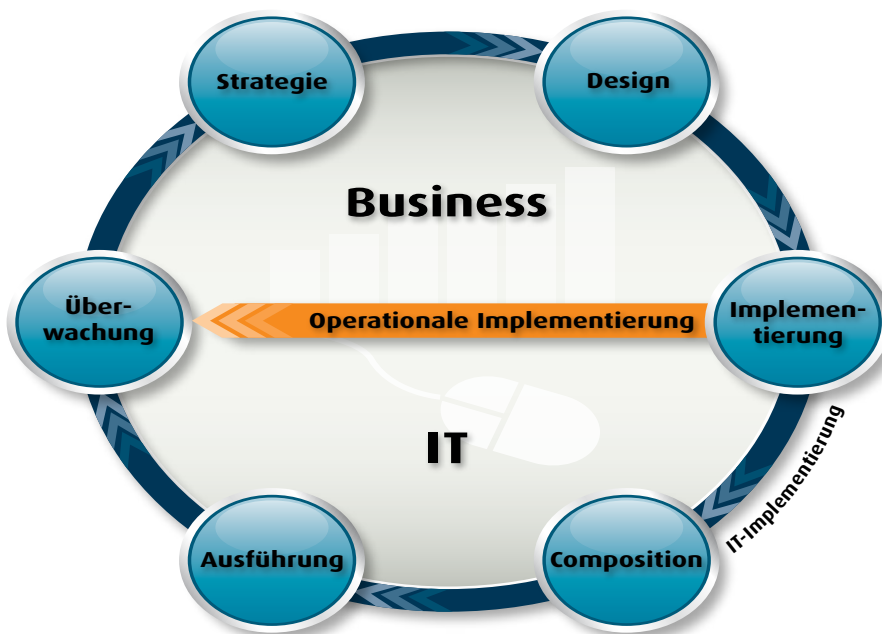 Strategie
Design
Business
Über-
wachung
Operationale Implementierung
Implemen-
tierung
IT
IT-Implementierung
Ausführung
Composition